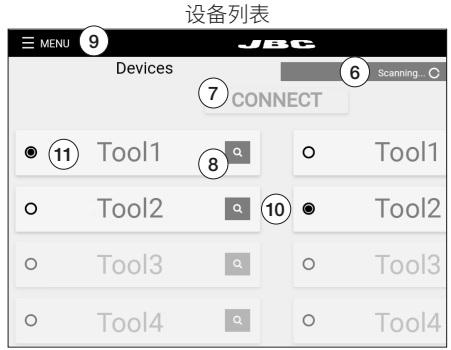 设备列表
☰ MENU 9 JBC
Devices 6 Scanning...
7 CONNECT
11 Tool1 8 Tool1
Tool2 10 Tool2
Tool3 Tool3
Tool4 Tool4